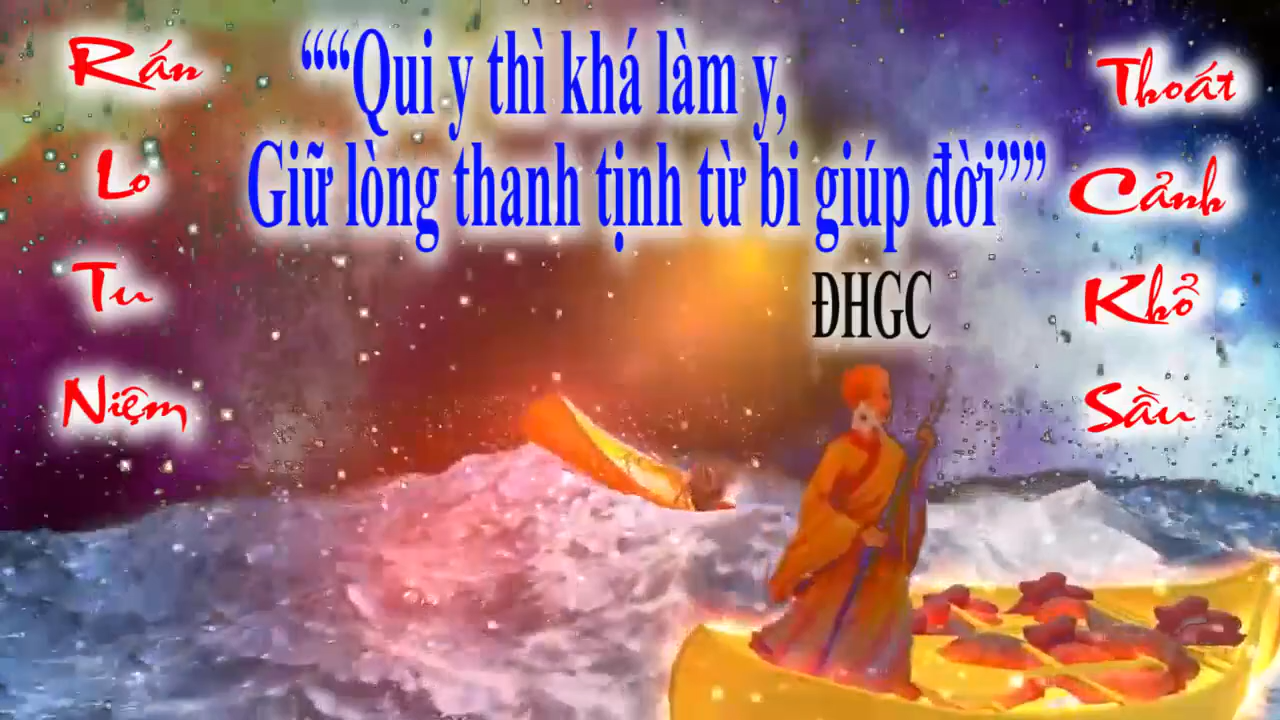 ““Qui y thì khá làm y,
Giữ lòng thanh tịnh từ bi giúp đời””
ĐHGC
Rán
Lo
Tu
Niệm
Thoát
Cảnh
Khổ
Sầu